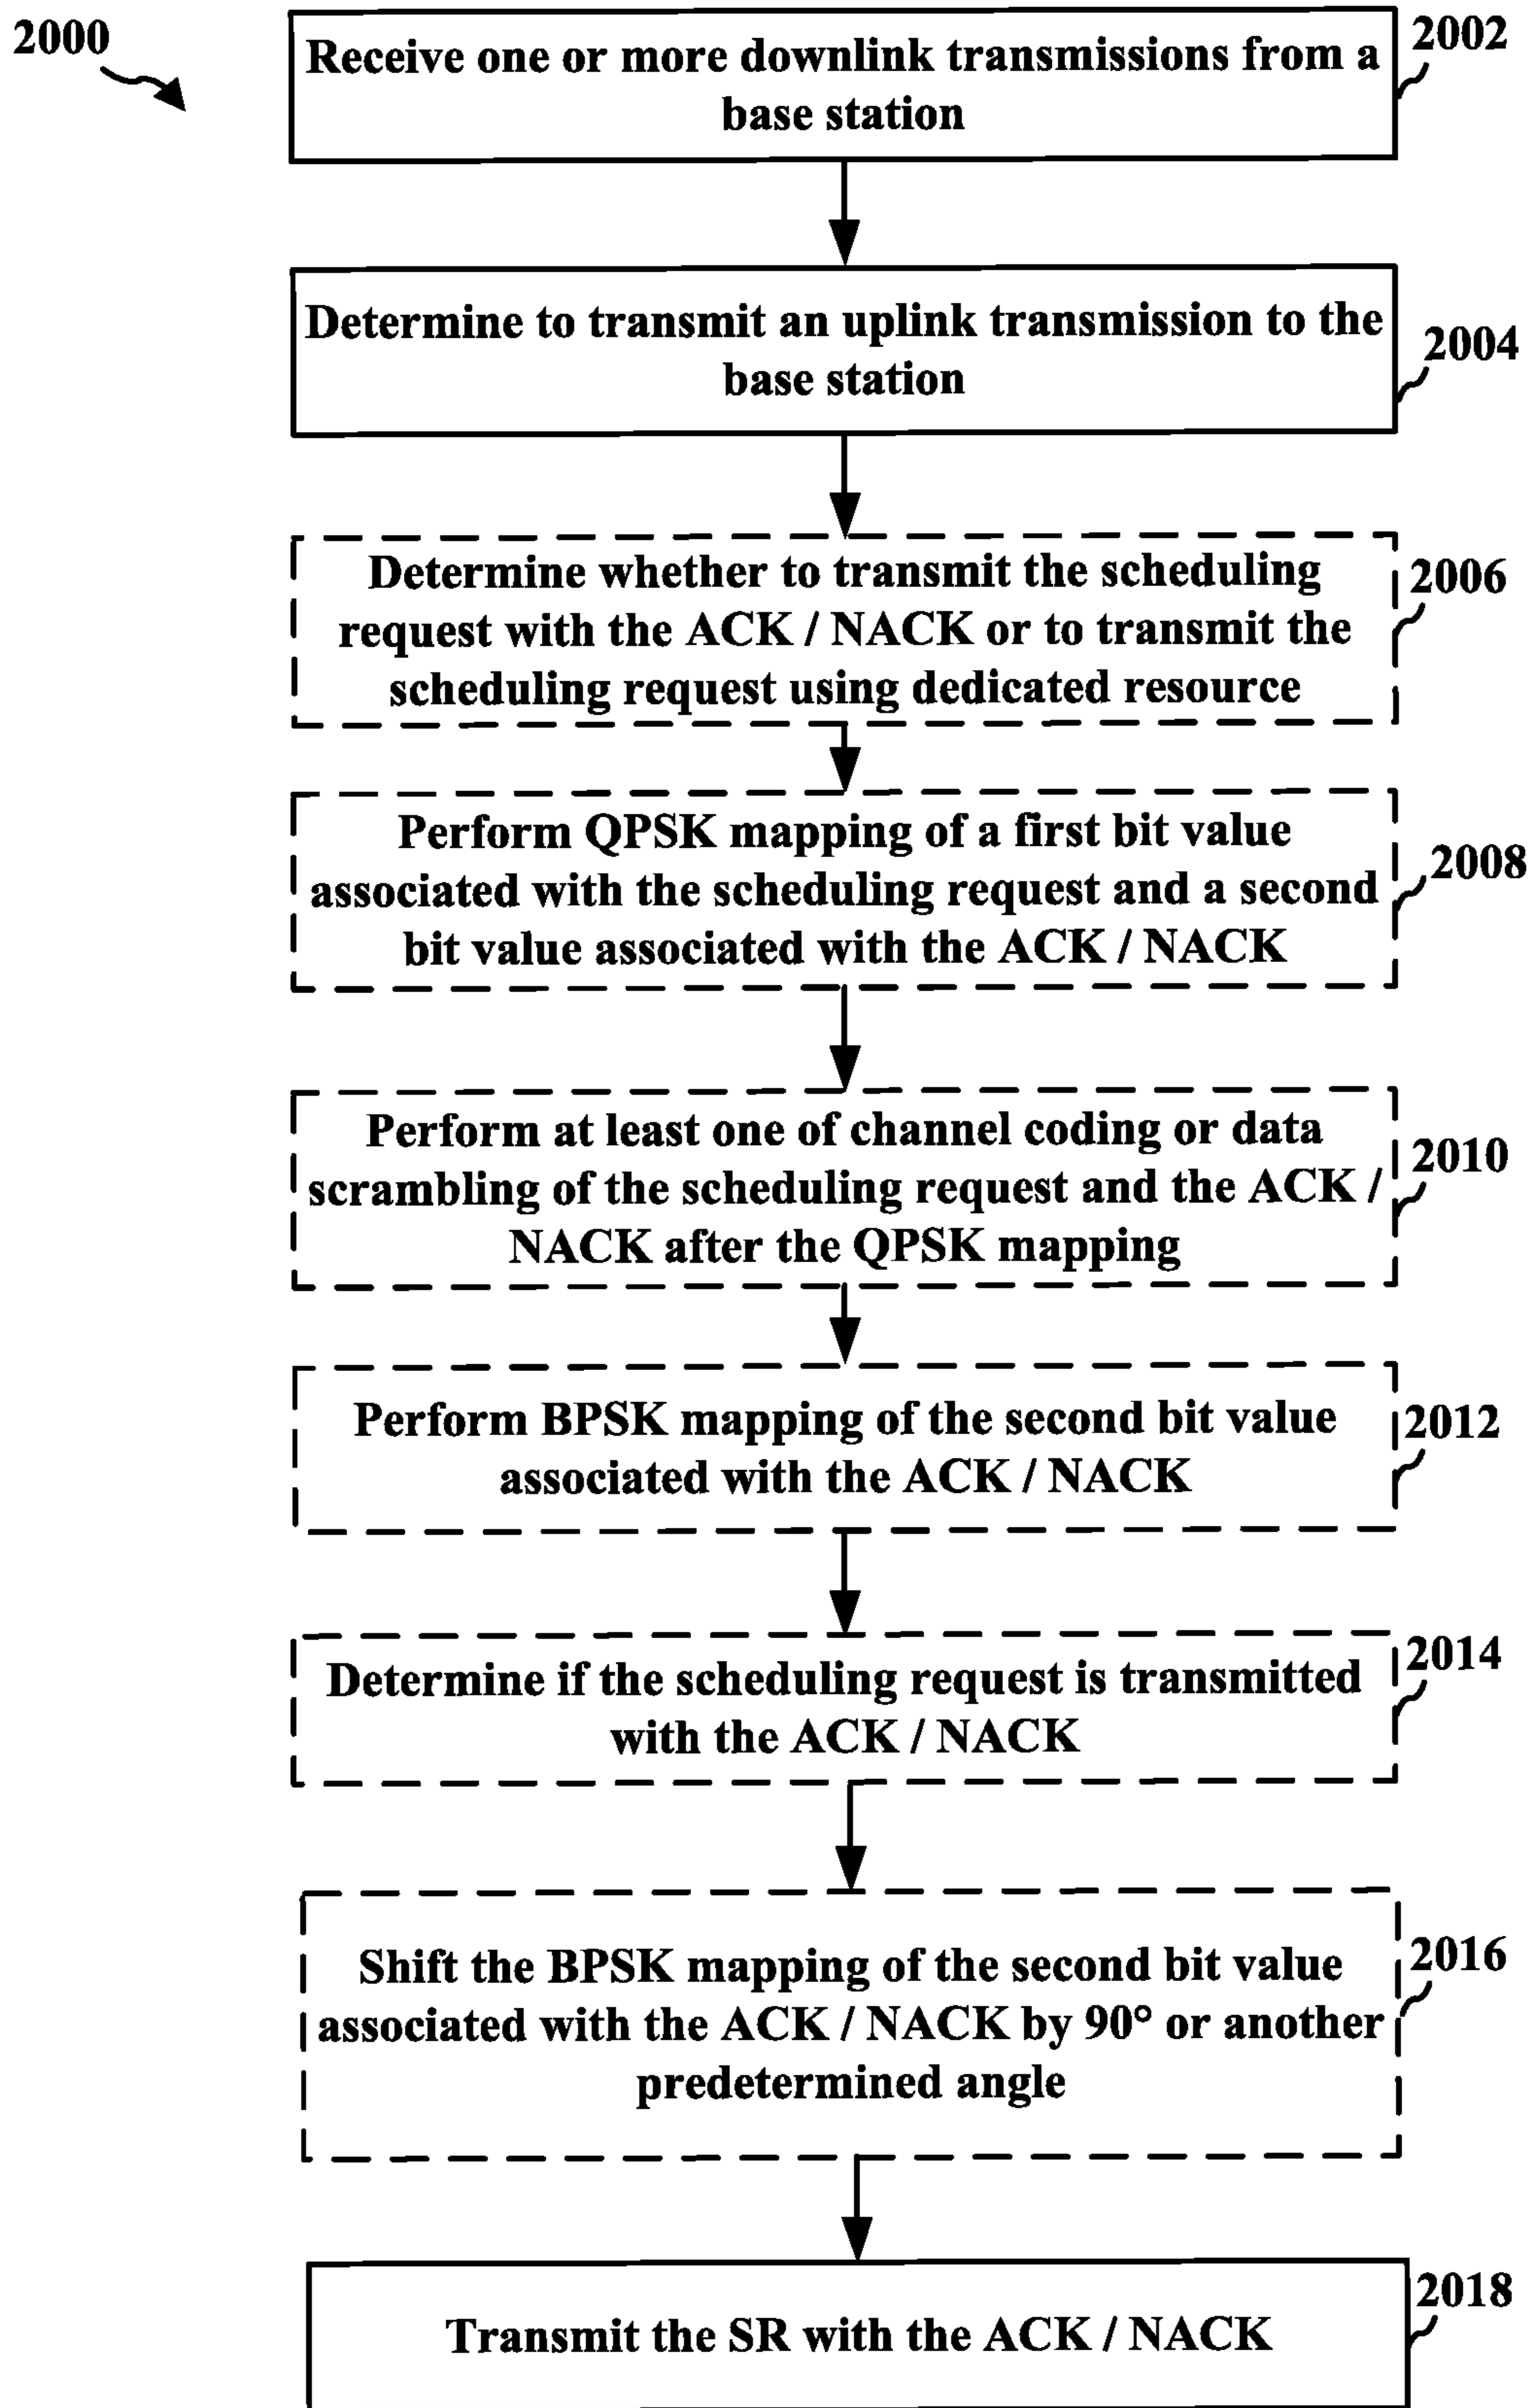 2000
Receive one or more downlink transmissions from a
base station
2002
Determine to transmit an uplink transmission to the
base station
2004
Determine whether to transmit the scheduling
request with the ACK / NACK or to transmit the
scheduling request using dedicated resource
2006
Perform QPSK mapping of a first bit value
associated with the scheduling request and a second
bit value associated with the ACK / NACK
2008
Perform at least one of channel coding or data
scrambling of the scheduling request and the ACK /
NACK after the QPSK mapping
2010
Perform BPSK mapping of the second bit value
associated with the ACK / NACK
2012
Determine if the scheduling request is transmitted
with the ACK / NACK
2014
Shift the BPSK mapping of the second bit value
associated with the ACK / NACK by 90° or another
predetermined angle
2016
Transmit the SR with the ACK / NACK
2018